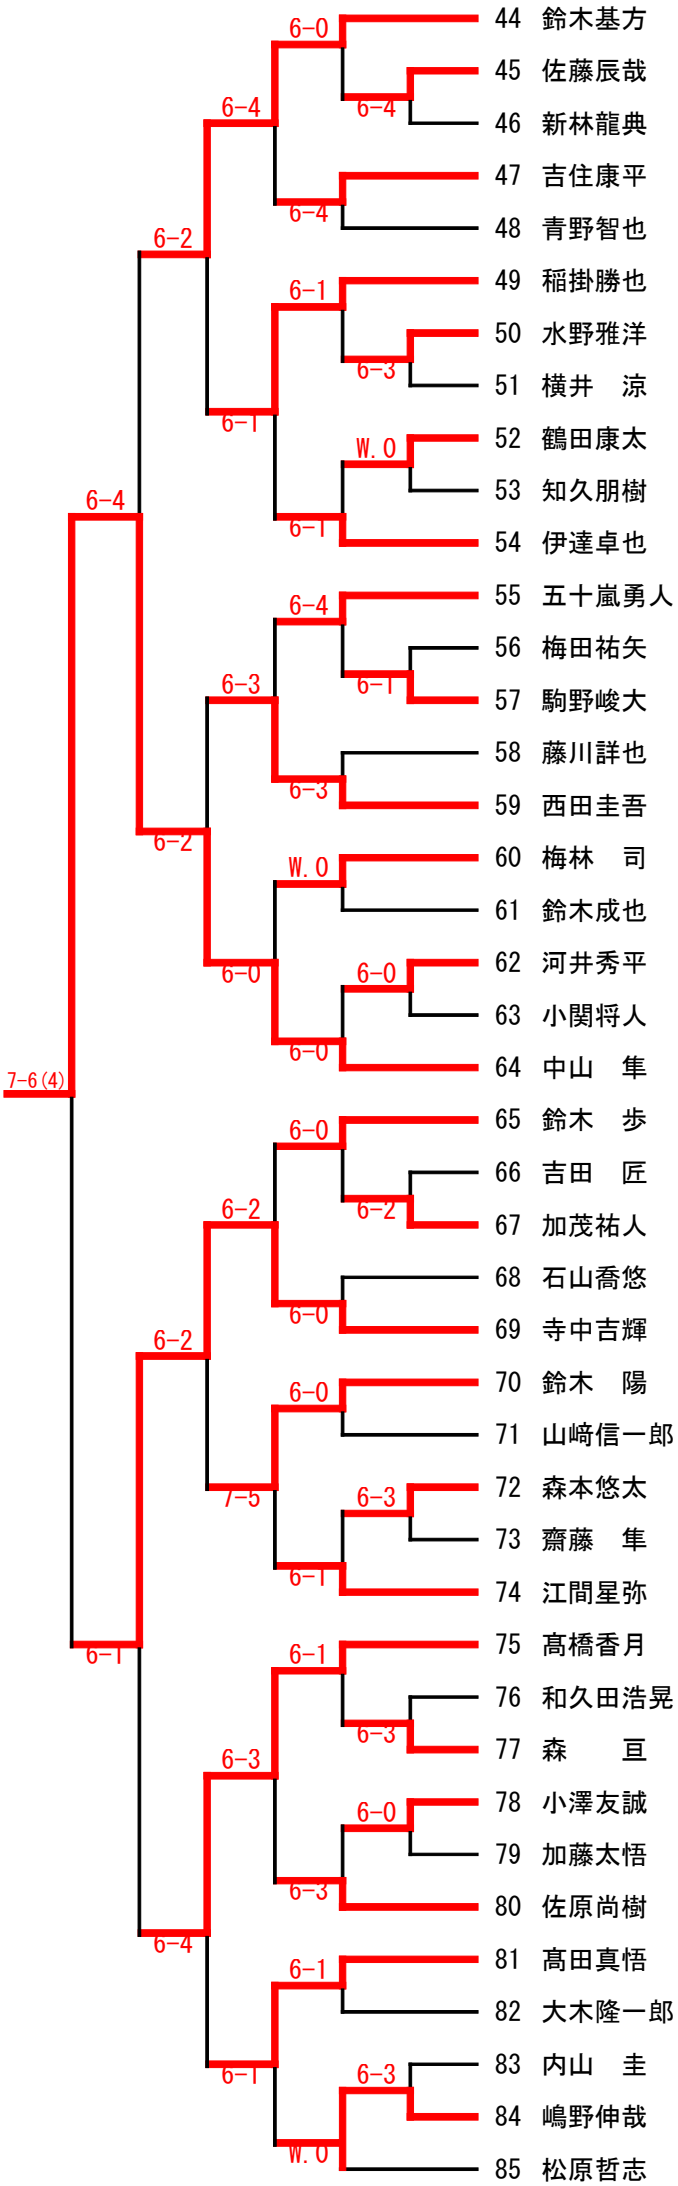 6-0
44 鈴木基方
45 佐藤辰哉
6-4
6-4
46 新林龍典
47 吉住康平
6-4
48 青野智也
6-2
49 稲掛勝也
6-1
50 水野雅洋
6-3
51 横井　涼
6-1
52 鶴田康太
W.O
53 知久朋樹
6-4
6-1
54 伊達卓也
55 五十嵐勇人
6-4
56 梅田祐矢
6-3
6-1
57 駒野峻大
58 藤川詳也
6-3
59 西田圭吾
6-2
60 梅林　司
W.O
61 鈴木成也
62 河井秀平
6-0
6-0
63 小関将人
6-0
64 中山　隼
7-6(4)
65 鈴木　歩
6-0
66 吉田　匠
6-2
6-2
67 加茂祐人
68 石山喬悠
6-0
69 寺中吉輝
6-2
70 鈴木　陽
6-0
71 山﨑信一郎
72 森本悠太
7-5
6-3
73 齋藤　隼
6-1
74 江間星弥
75 髙橋香月
6-1
6-1
76 和久田浩晃
6-3
77 森　　亘
6-3
78 小澤友誠
6-0
79 加藤太悟
6-3
80 佐原尚樹
6-4
81 髙田真悟
6-1
82 大木隆一郎
83 内山　圭
6-1
6-3
84 嶋野伸哉
W.O
85 松原哲志